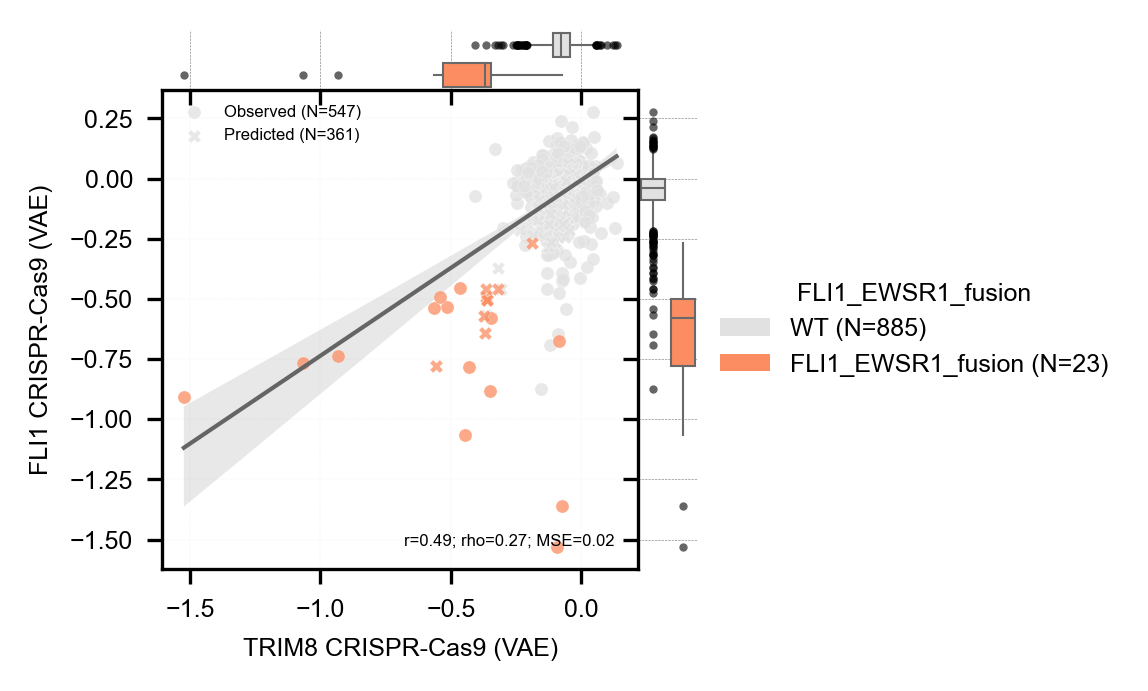 Observed (N=547)
Predicted (N=361)
0.25
0.00
−0.25
−0.50
−0.75
−1.00
−1.25
−1.50
FLI1 CRISPR-Cas9 (VAE)
r=0.49; rho=0.27; MSE=0.02
−1.5
−1.0
−0.5
0.0
TRIM8 CRISPR-Cas9 (VAE)
FLI1_EWSR1_fusion
WT (N=885)
FLI1_EWSR1_fusion (N=23)